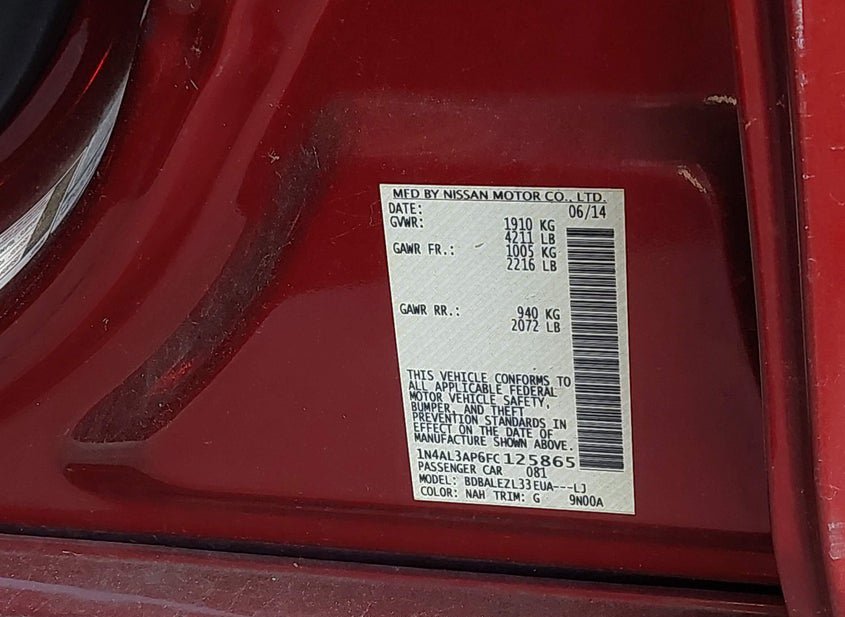 MFD BY NISSAN MOTOR CO., LTD.
DATE: 06/14
GVWR: 1910 KG
4211 LB
GAWR FR.: 1005 KG
2216 LB
GAWR RR.: 940 KG
2072 LB
THIS VEHICLE CONFORMS TO
ALL APPLICABLE FEDERAL
MOTOR VEHICLE SAFETY,
BUMPER, AND THEFT
PREVENTION STANDARDS IN
EFFECT ON THE DATE OF
MANUFACTURE SHOWN ABOVE.
1N4AL3AP6FC125865
PASSENGER CAR 081
MODEL: BDBALEZL33EUA---LJ
COLOR: NAH TRIM: G 9N00A